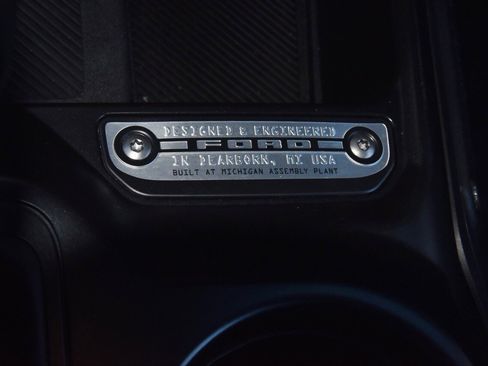 DESIGNED & ENGINEERED
FORD
IN DEARBORN, MI USA
BUILT AT MICHIGAN ASSEMBLY PLANT